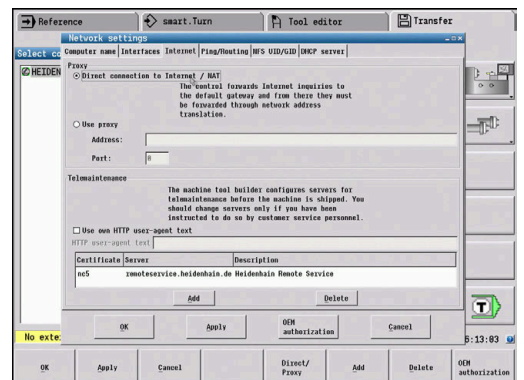 Reference
smart.Turn
Tool editor
Transfer
Network settings
Select co
Computer name Interfaces Internet Ping/Routing NFS UID/GID DHCP server
HEIDEN
Proxy
Direct connection to Internet / NAT
The control forwards Internet inquiries to
the default gateway and from there they must
be forwarded through network address
translation.
Use proxy
Address:
Port: 0
Telemaintenance
The machine tool builder configures servers for
telemaintenance before the machine is shippnd. You
should change servers only if you have been
instructed to do so by customer service personnel.
Use own HTTP user-agent text
HTTP user-agent text
Certificate Server Description
nc5 remoteservice.heidenhain.de Heidenhain Remote Service
Add Delete
OK Apply OEM authorization Cancel
T
No exte
5:13:03
OK Apply Cancel Direct/ Proxy Add Delete OEM authorization